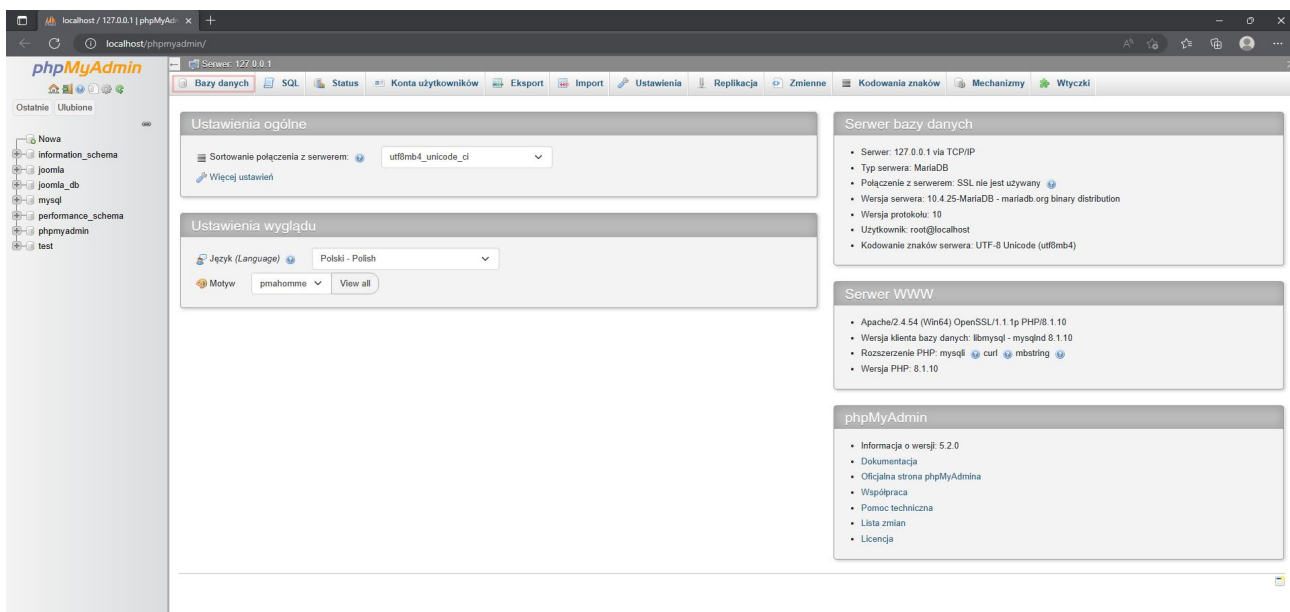 localhost / 127.0.0.1 | phpMyAd
localhost/phpmyadmin/
phpMyAdmin
Ostatnie Ulubione
Nowa
information_schema
joomla
joomla_db
mysql
performance_schema
phpmyadmin
test
Serwer: 127.0.0.1
Bazy danych SQL Status Konta użytkowników Eksport Import Ustawienia Replikacja Zmienne Kodowania znaków Mechanizmy Wtyczki
Ustawienia ogólne
Sortowanie połączenia z serwerem: utf8mb4_unicode_ci
Więcej ustawień
Ustawienia wyglądu
Język (Language) Polski - Polish
Motyw pmahomme View all
Serwer bazy danych
Serwer: 127.0.0.1 via TCP/IP
Typ serwera: MariaDB
Połączenie z serwerem: SSL nie jest używany
Wersja serwera: 10.4.25-MariaDB - mariadb.org binary distribution
Wersja protokołu: 10
Użytkownik: root@localhost
Kodowanie znaków serwera: UTF-8 Unicode (utf8mb4)
Serwer WWW
Apache/2.4.54 (Win64) OpenSSL/1.1.1p PHP/8.1.10
Wersja klienta bazy danych: libmysql - mysqlnd 8.1.10
Rozszerzenie PHP: mysqli curl mbstring
Wersja PHP: 8.1.10
phpMyAdmin
Informacja o wersji: 5.2.0
Dokumentacja
Oficjalna strona phpMyAdmina
Współpraca
Pomoc techniczna
Lista zmian
Licencja